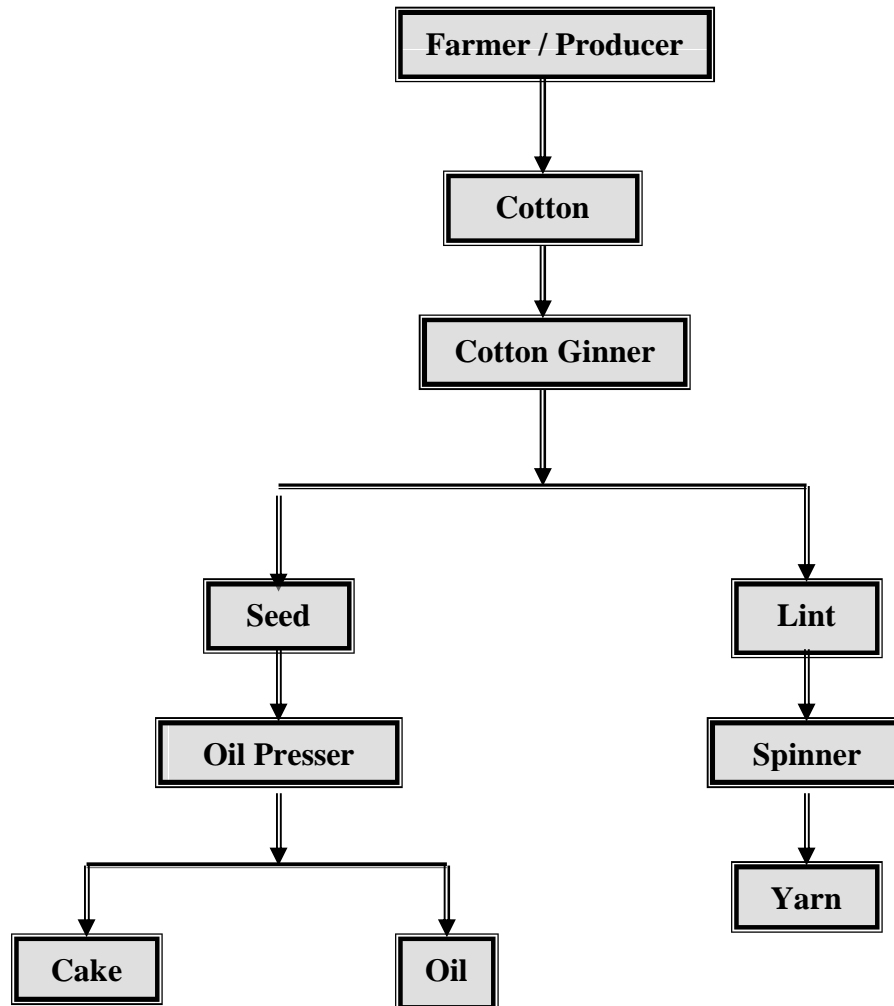 Farmer / Producer
Cotton
Cotton Ginner
Seed
Lint
Oil Presser
Spinner
Yarn
Cake
Oil